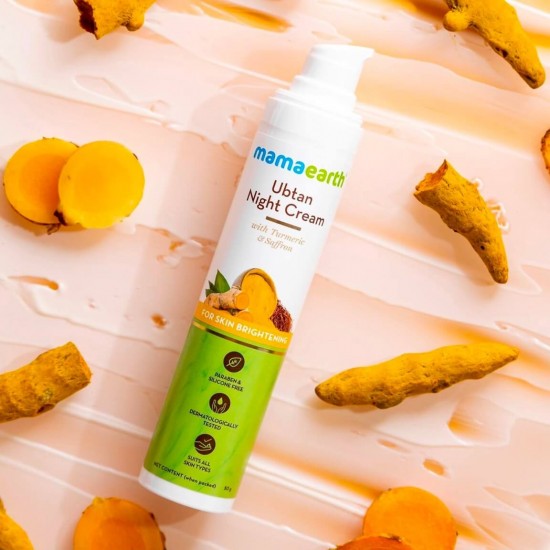 mamaearth
Ubtan
Night Cream
with Turmeric
& Saffron
FOR SKIN BRIGHTENING
PARABEN &
SILICONE FREE
DERMATOLOGICALLY
TESTED
SUITS ALL
SKIN TYPES
NET CONTENT (when packed)